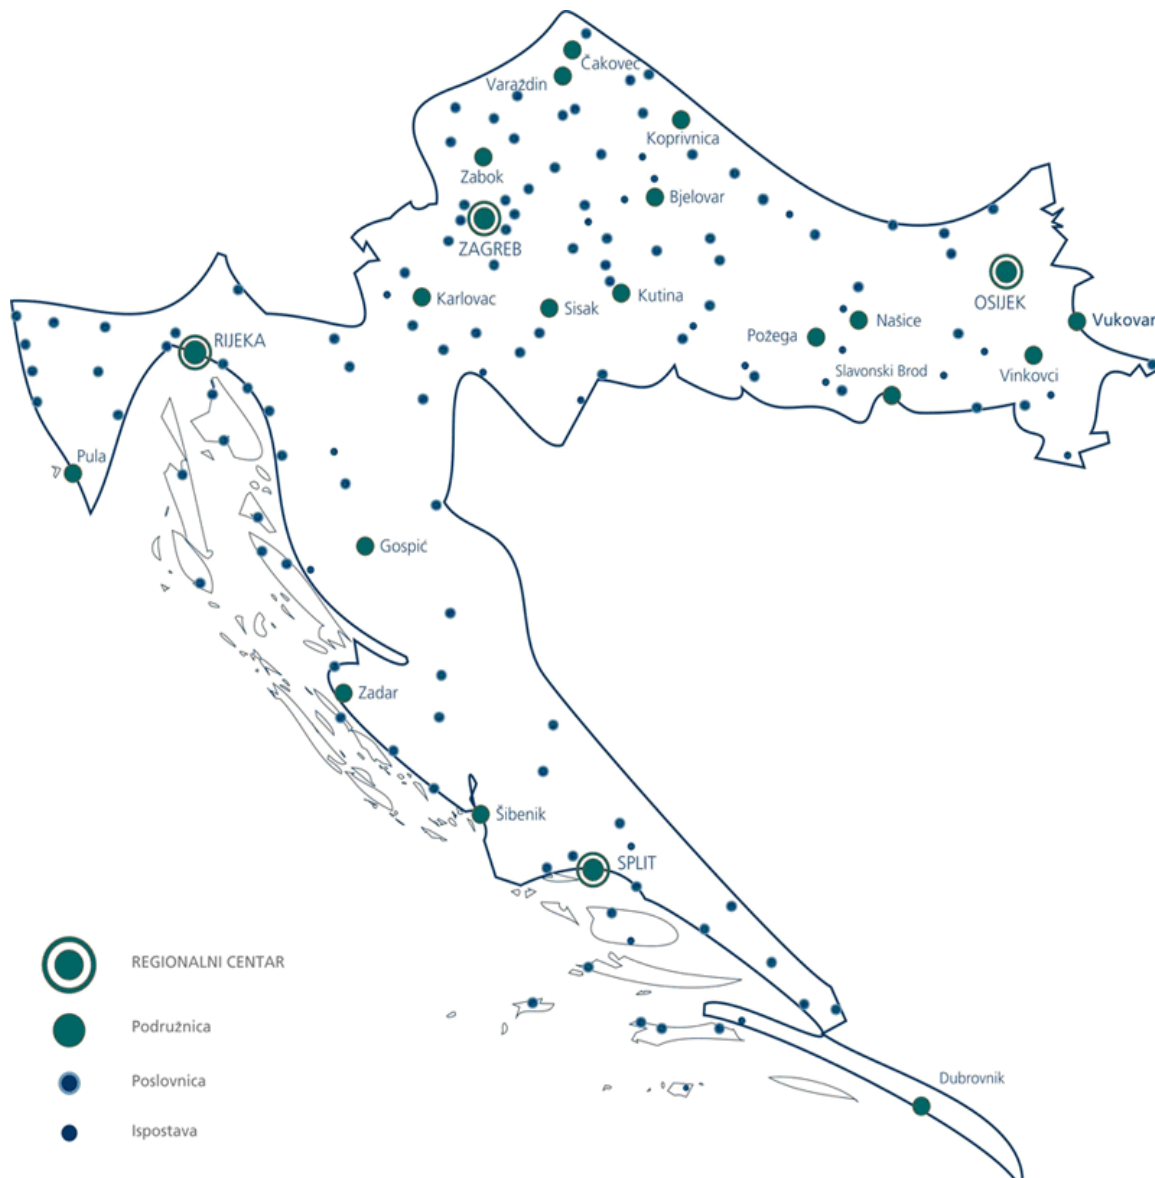 Čakovec
Varaždin
Koprivnica
Zabok
Bjelovar
ZAGREB
OSIJEK
Karlovac
Sisak
Kutina
Našice
Vukovar
Požega
RIJEKA
Slavonski Brod
Vinkovci
Pula
Gospić
Zadar
Šibenik
SPLIT
REGIONALNI CENTAR
Podružnica
Poslovnica
Dubrovnik
Ispostava